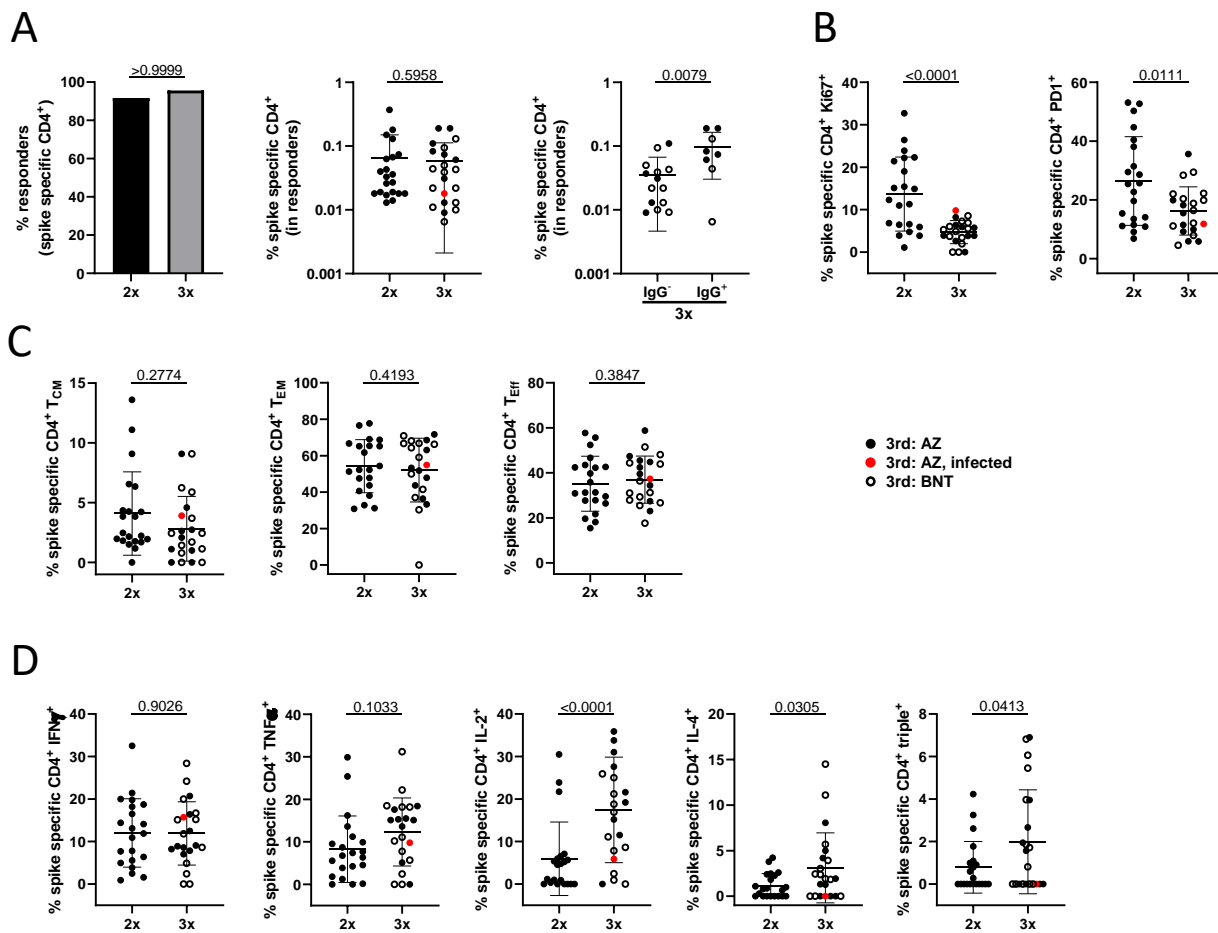 A
% responders
(spike specific CD4+)
100
80
60
40
20
0
>0.9999
2x
3x
% spike specific CD4+
(in responders)
1
0.1
0.01
0.001
0.5958
2x
3x
% spike specific CD4+
(in responders)
1
0.1
0.01
0.001
0.0079
IgG-
IgG+
3x
B
% spike specific CD4+ Ki67+
40
30
20
10
0
<0.0001
2x
3x
% spike specific CD4+ PD1+
60
40
20
0
0.0111
2x
3x
C
% spike specific CD4+ TCM
15
10
5
0
0.2774
2x
3x
% spike specific CD4+ TEM
100
80
60
40
20
0
0.4193
2x
3x
% spike specific CD4+ TEff
80
60
40
20
0
0.3847
2x
3x
3rd: AZ
3rd: AZ, infected
3rd: BNT
D
% spike specific CD4+ IFN +
40
30
20
10
0
0.9026
2x
3x
% spike specific CD4+ TNF +
40
30
20
10
0
0.1033
2x
3x
% spike specific CD4+ IL-2+
40
30
20
10
0
<0.0001
2x
3x
% spike specific CD4+ IL-4+
20
15
10
5
0
0.0305
2x
3x
% spike specific CD4+ triple+
8
6
4
2
0
0.0413
2x
3x